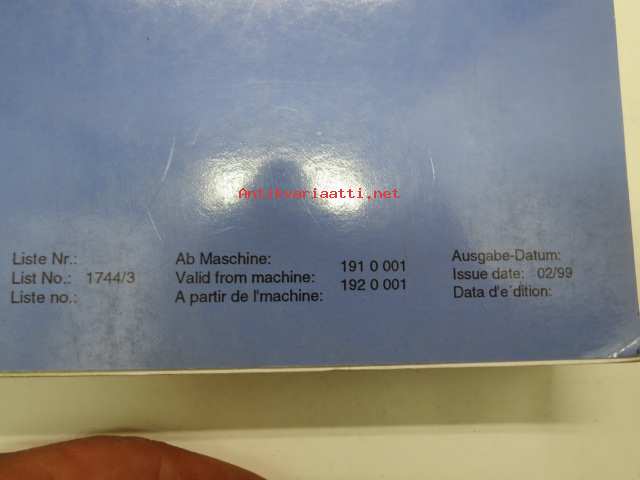 Antikvariaatti.net
Liste Nr.:
List No.: 1744/3
Liste no.:
Ab Maschine:
Valid from machine:
A partir de l'machine:
191 0 001
192 0 001
Ausgabe-Datum:
Issue date: 02/99
Data d'e´dition: